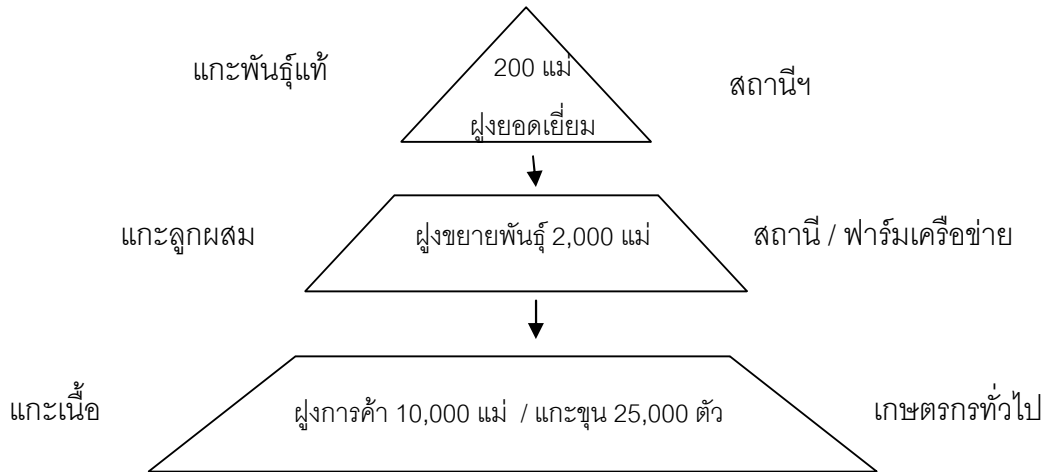 แกะพันธุ์แท้
200 แม่
ฝูงยอดเยี่ยม
สถานีฯ
แกะลูกผสม
ฝูงขยายพันธุ์ 2,000 แม่
สถานี / ฟาร์มเครือข่าย
แกะเนื้อ
ฝูงการค้า 10,000 แม่ / แกะขุน 25,000 ตัว
เกษตรกรทั่วไป